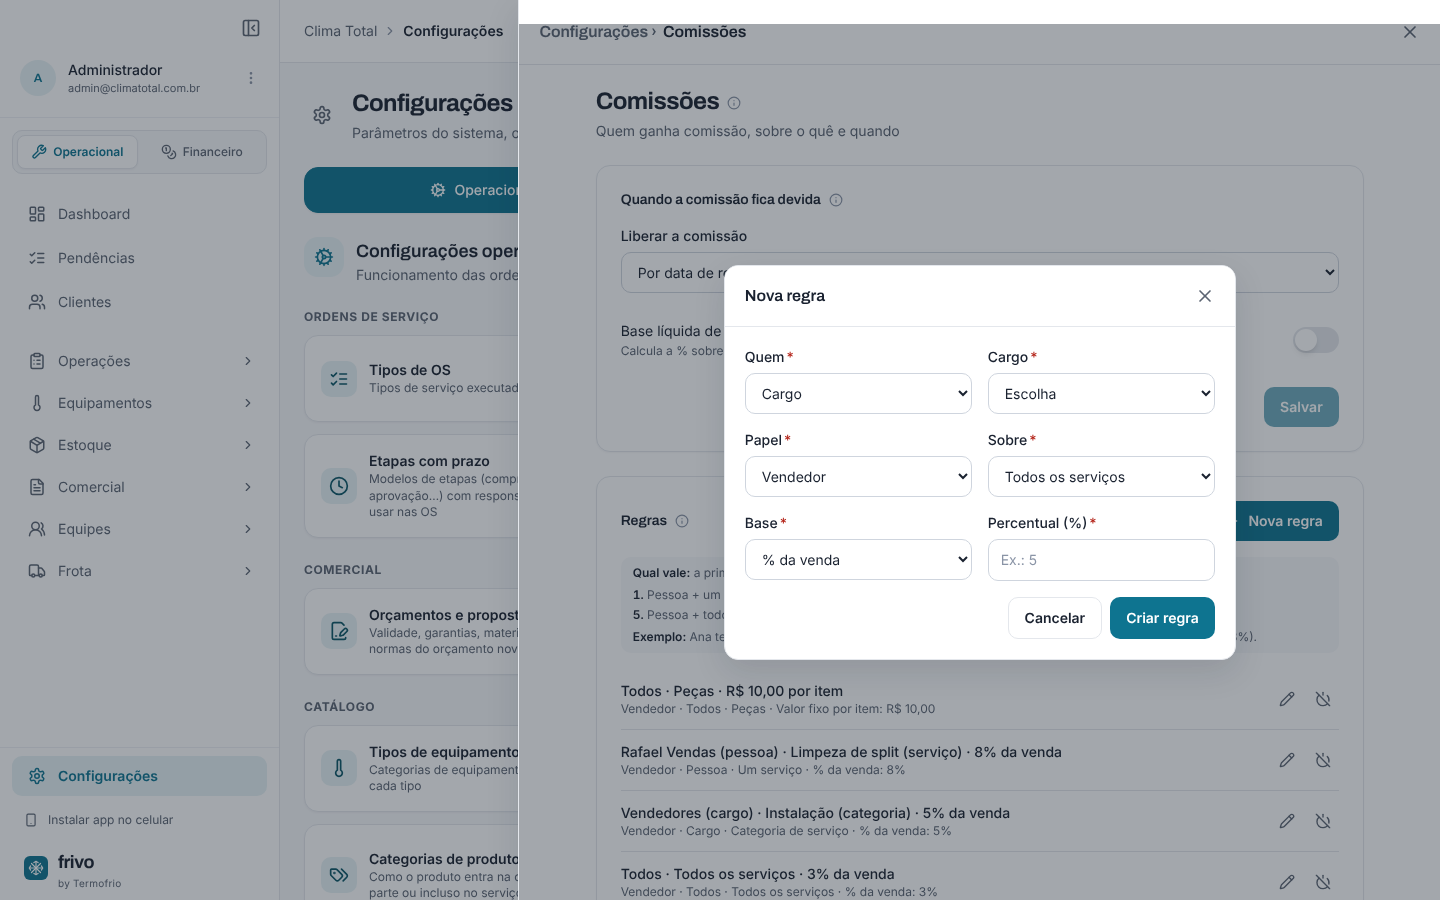 Administrador
admin@climatotal.com.br
A
Operacional
Financeiro
Dashboard
Pendências
Clientes
Operações
Equipamentos
Estoque
Comercial
Equipes
Frota
Configurações
Instalar app no celular
frivo
by Termofrio
Clima Total › Configurações
Configurações
Parâmetros do sistema, c
Operacion
Configurações oper
Funcionamento das orde
ORDENS DE SERVIÇO
Tipos de OS
Tipos de serviço executad
Etapas com prazo
Modelos de etapas (comp
aprovação...) com respons
usar nas OS
COMERCIAL
Orçamentos e propost
Validade, garantias, materi
normas do orçamento nov
CATÁLOGO
Tipos de equipamento
Categorias de equipament
cada tipo
Categorias de produto
Como o produto entra na c
parte ou incluso no serviç
Configurações › Comissões
Comissões
Quem ganha comissão, sobre o quê e quando
Quando a comissão fica devida
Liberar a comissão
Por data de re
Base líquida de
Calcula a % sobre
Salvar
Regras
Nova regra
Qual vale: a prim
1. Pessoa + um
5. Pessoa + todo
Exemplo: Ana te
%).
Nova regra
Quem *
Cargo *
Cargo
Escolha
Papel *
Sobre *
Vendedor
Todos os serviços
Base *
Percentual (%) *
% da venda
Ex.: 5
Cancelar
Criar regra
Todos · Peças · R$ 10,00 por item
Vendedor · Todos · Peças · Valor fixo por item: R$ 10,00
Rafael Vendas (pessoa) · Limpeza de split (serviço) · 8% da venda
Vendedor · Pessoa · Um serviço · % da venda: 8%
Vendedores (cargo) · Instalação (categoria) · 5% da venda
Vendedor · Cargo · Categoria de serviço · % da venda: 5%
Todos · Todos os serviços · 3% da venda
Vendedor · Todos · Todos os serviços · % da venda: 3%